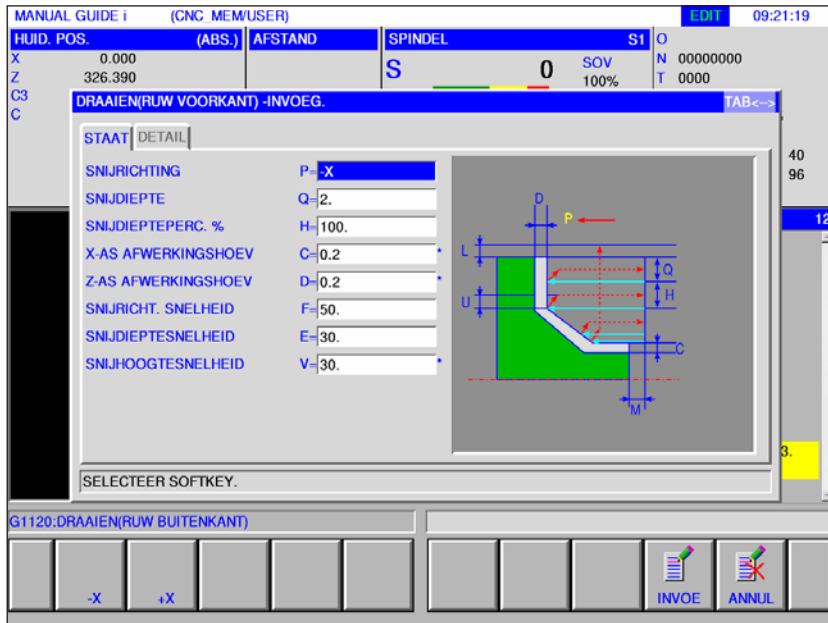 MANUAL GUIDE i (CNC_MEM/USER) EDIT 09:21:19
HUID. POS. (ABS.) AFSTAND SPINDEL S1 O
X 0.000 N 00000000
Z 326.390 S 0 SOV 100% T 0000
C3
C
DRAAIEN(RUW VOORKANT) -INVOEG. TAB<-->
STAAT DETAIL
SNIJRICHTING P=-X
SNIJDIEPTE Q=2.
SNIJDIEPTEPERC. % H=100.
X-AS AFWERKINGSHOEV C=0.2 *
Z-AS AFWERKINGSHOEV D=0.2 *
SNIJRICHT. SNELHEID F=50.
SNIJDIEPTESNELHEID E=30.
SNIJHOOGTESNELHEID V=30. *
D
P
L
Q
U
H
C
M
40
96
12
3.
SELECTEER SOFTKEY.
G1120:DRAAIEN(RUW BUITENKANT)
-X +X INVOE ANNUL